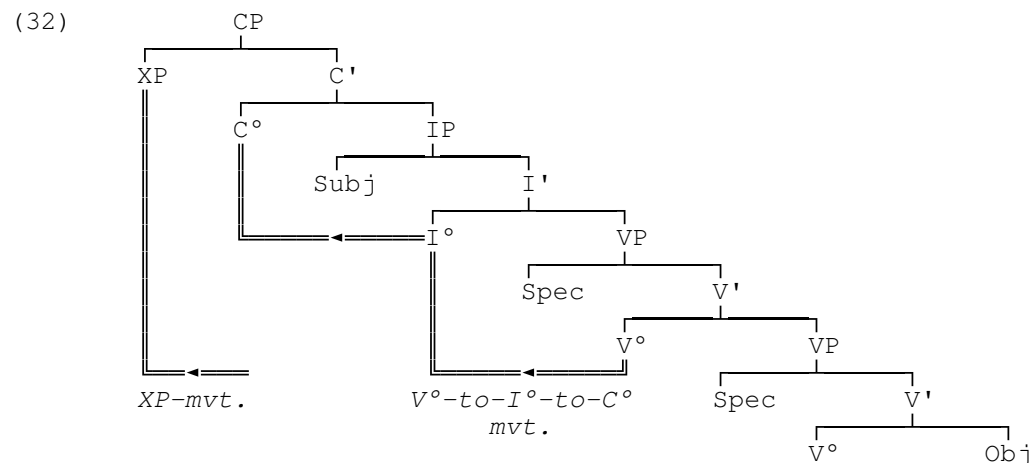 (32) CP
XP C'
C° IP
Subj I'
I° VP
Spec V'
V° VP
XP-mvt. V°-to-I°-to-C° Spec V'
mvt.
V° Obj